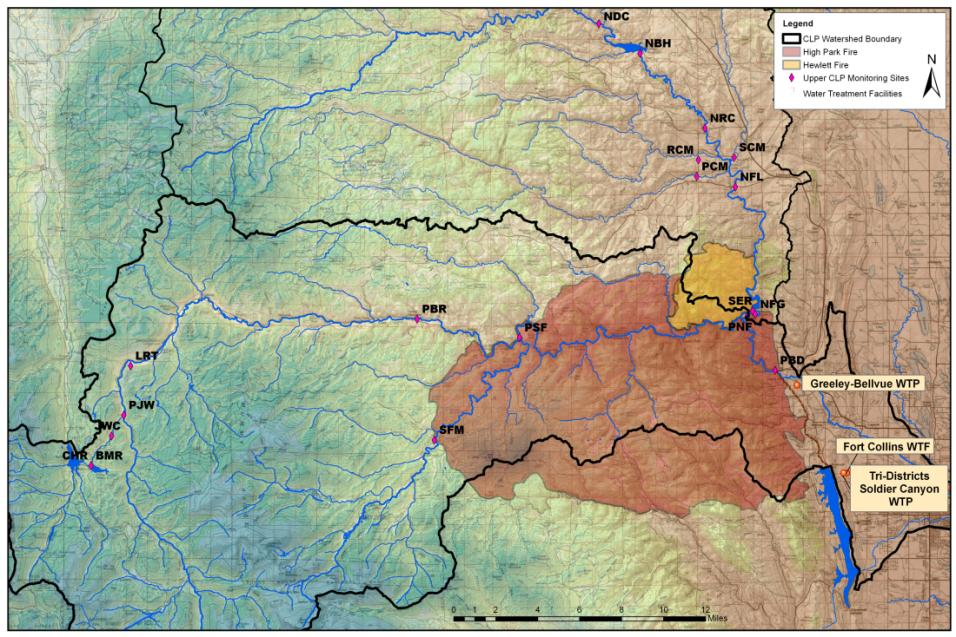 NDC
NBH
Legend
CLP Watershed Boundary
High Park Fire
Hewlett Fire
Upper CLP Monitoring Sites
Water Treatment Facilities
N
NRC
RCM
SCM
PCM
NFL
PBR
PSF
SER
NFG
PNF
LRT
PBD
Greeley-Bellvue WTP
PJW
JWC
SFM
CHR
BMR
Fort Collins WTF
Tri-Districts
Soldier Canyon
WTP
0 1 2 4 6 8 10 12
Miles